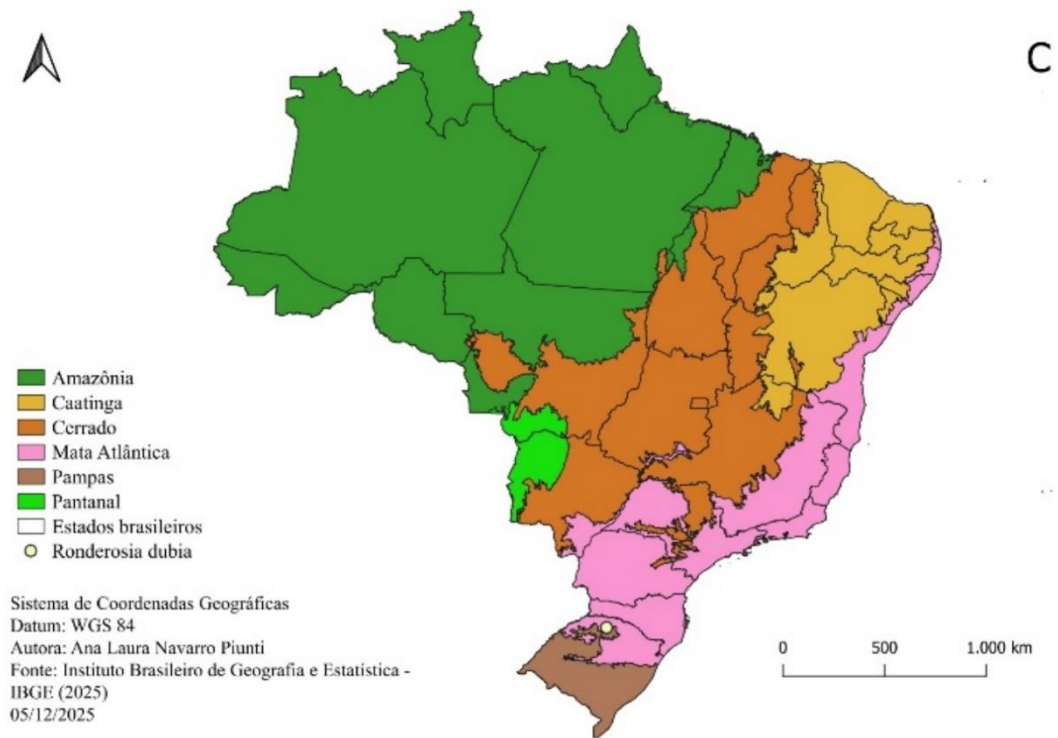 C
Amazônia
Caatinga
Cerrado
Mata Atlântica
Pampas
Pantanal
Estados brasileiros
Ronderosia dubia
Sistema de Coordenadas Geográficas
Datum: WGS 84
Autora: Ana Laura Navarro Piunti
Fonte: Instituto Brasileiro de Geografia e Estatística -
IBGE (2025)
05/12/2025
0 500 1.000 km